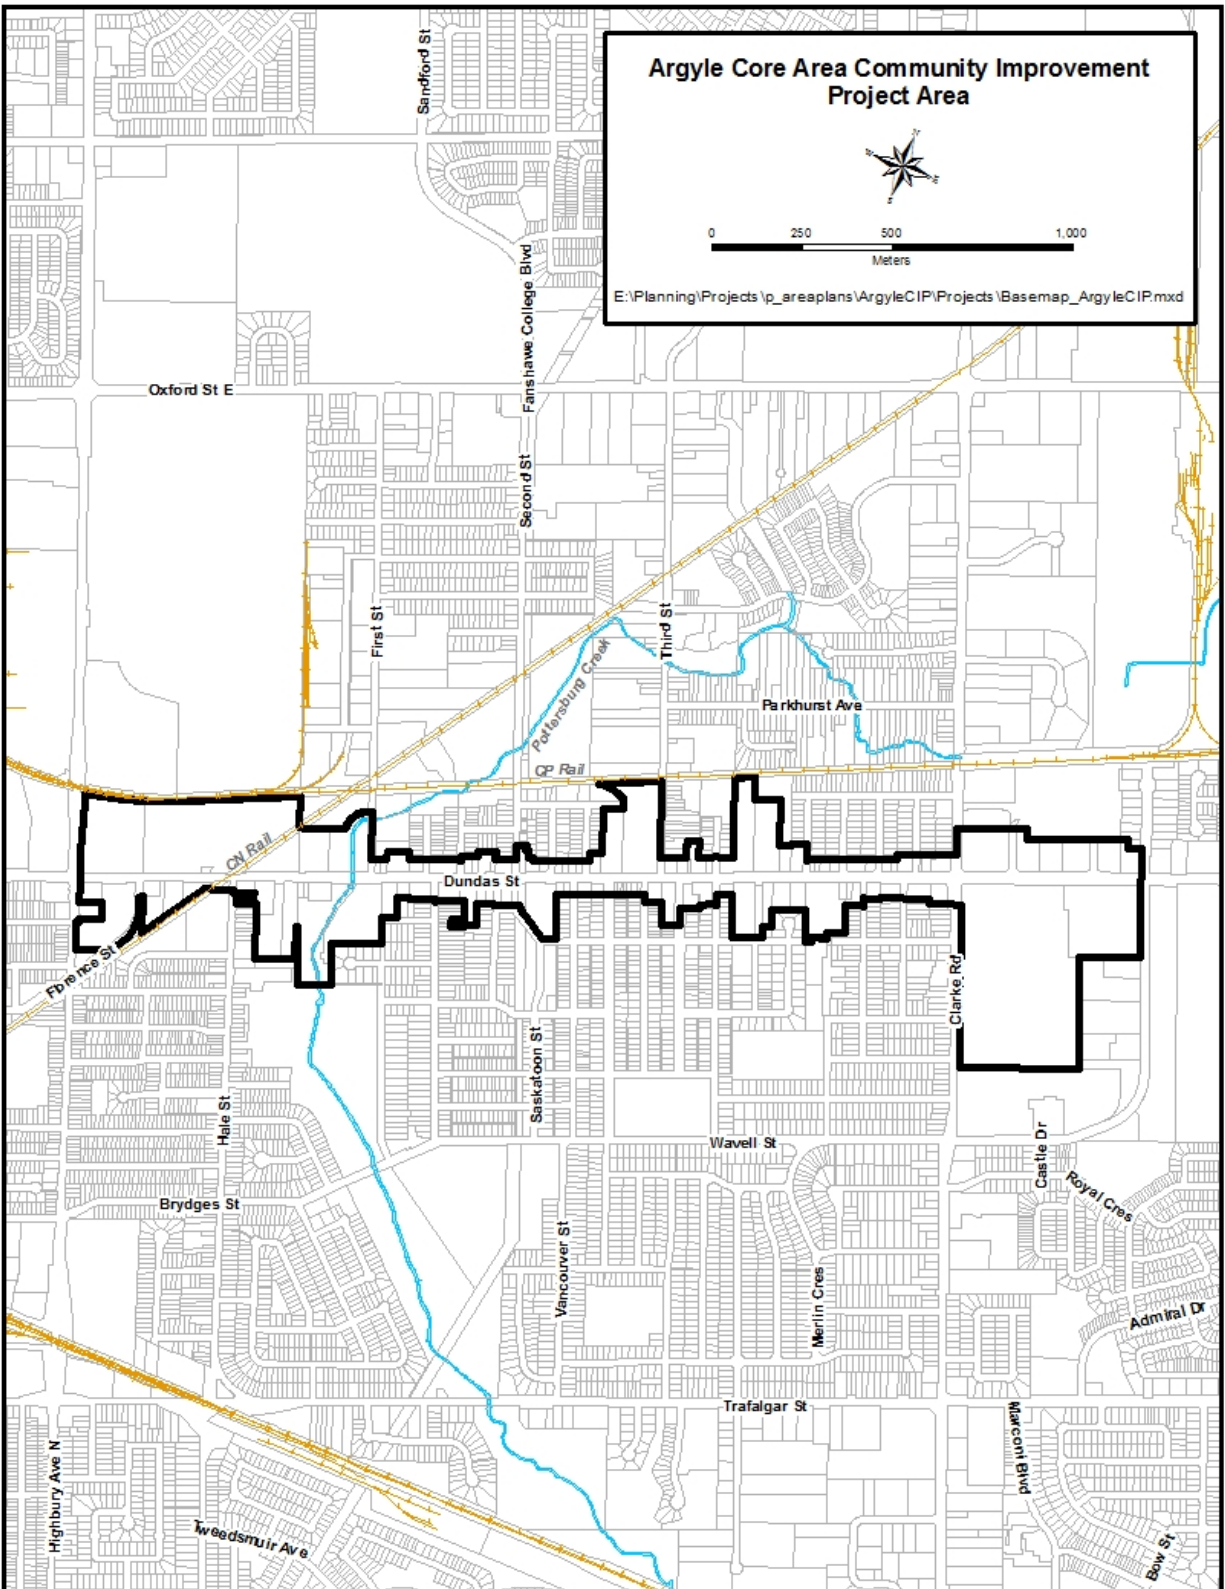 Sandford St
Argyle Core Area Community Improvement
Project Area
N
W
E
S
0 250 500 1,000
Meters
E:\Planning\Projects\p_areaplans\ArgyleCIP\Projects\Basemap_ArgyleCIP.mxd
Fanshawe College Blvd
Oxford St E
Second St
First St
Third St
Pottersburg Creek
Parkhurst Ave
CP Rail
CN Rail
Dundas St
Florence St
Clarke Rd
Saskatoon St
Hale St
Wavell St
Castle Dr
Royal Cres
Brydges St
Vancouver St
Merlin Cres
Admiral Dr
Trafalgar St
Marconi Blvd
Highbury Ave N
Tweedsmuir Ave
Bow St